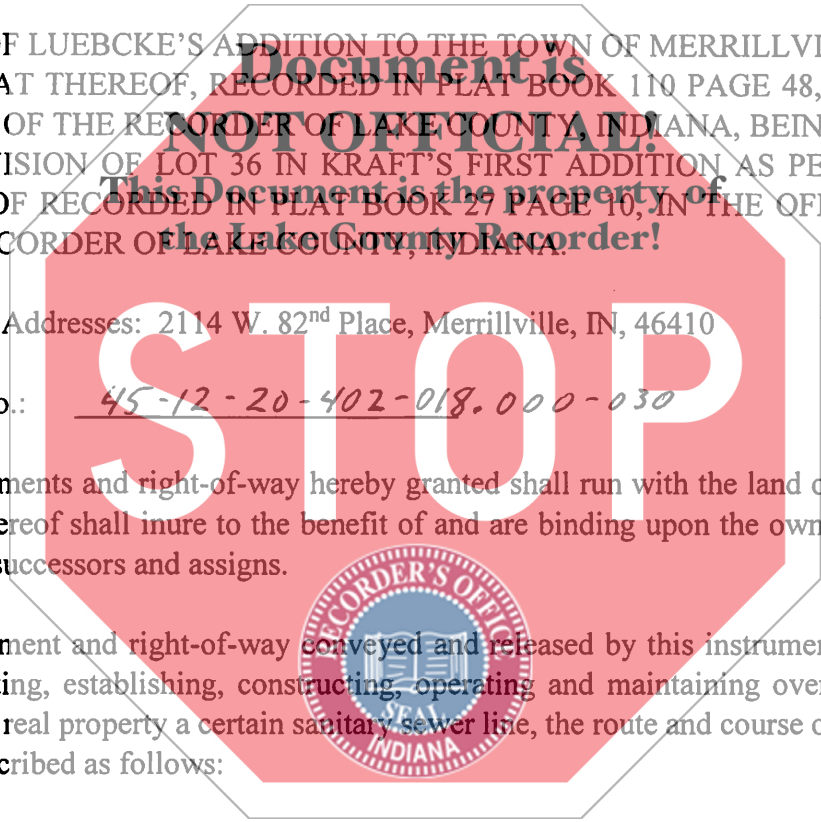 F LUEBCKE'S ADDITION TO THE TOWN OF MERRILLVI
Document is
AT THEREOF, RECORDED IN PLAT BOOK 110 PAGE 48,
NOT OFFICIAL!
OF THE RECORDER OF LAKE COUNTY, INDIANA, BEIN
VISION OF LOT 36 IN KRAFT'S FIRST ADDITION AS PE
This Document is the property of
OF RECORDED IN PLAT BOOK 27 PAGE 10, IN THE OFF
the Lake County Recorder!
CORDER OF LAKE COUNTY, INDIANA.
Addresses: 2114 W. 82nd Place, Merrillville, IN, 46410
o.: 45-12-20-402-018.000-030
STOP
ments and right-of-way hereby granted shall run with the land o
ereof shall inure to the benefit of and are binding upon the own
successors and assigns.
RECORDER'S OFFIC
ment and right-of-way conveyed and released by this instrumen
ting, establishing, constructing, operating and maintaining over
SEAL
real property a certain sanitary sewer line, the route and course o
INDIANA
cribed as follows: